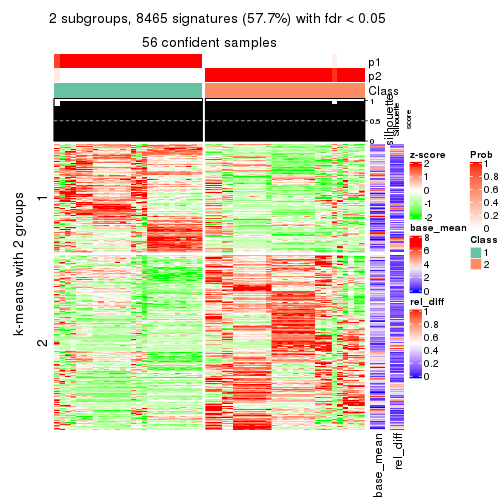 2 subgroups, 8465 signatures (57.7%) with fdr < 0.05
56 confident samples
p1
p2
Class
1
0.5
0
silhouette
Silhouette
score
k-means with 2 groups
1
2
z-score
2
1
0
-1
-2
base_mean
8
6
4
2
0
rel_diff
1
0.8
0.6
0.4
0.2
0
Prob
1
0.8
0.6
0.4
0.2
0
Class
1
2
base_mean
rel_diff